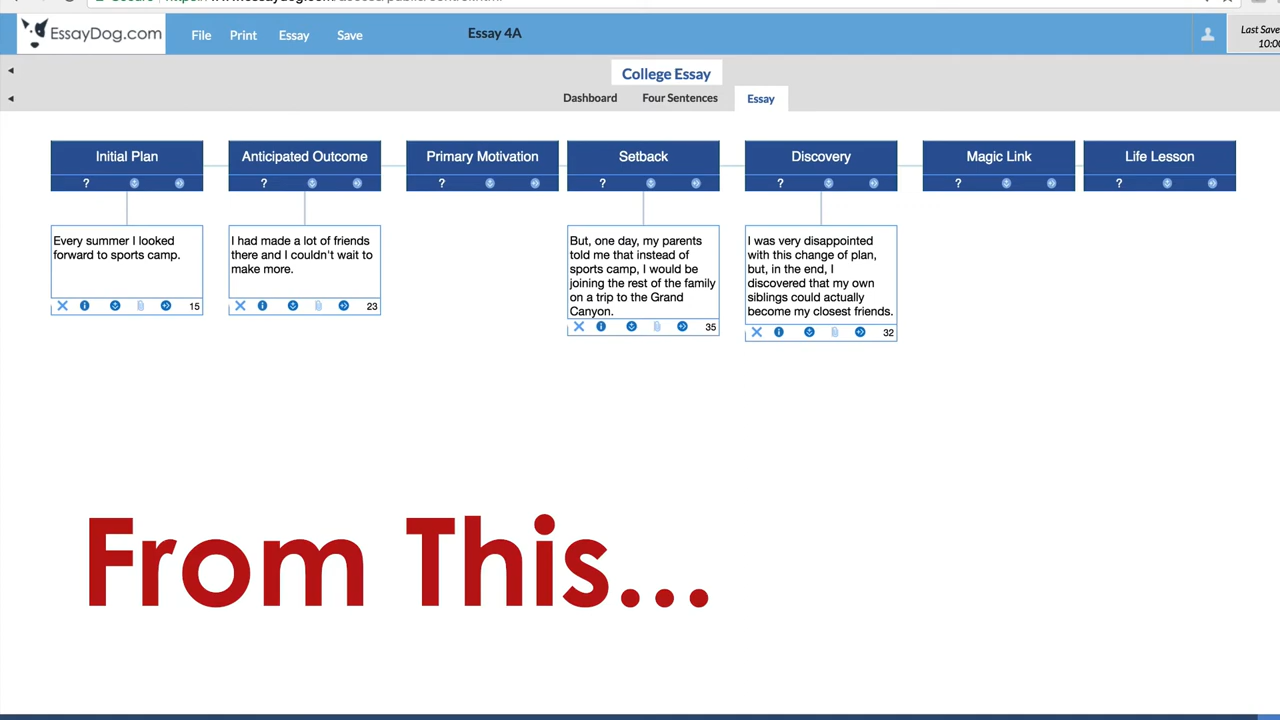 EssayDog.com
File Print Essay Save
Essay 4A
Last Save
10:00
College Essay
Dashboard Four Sentences Essay
Initial Plan
?
Anticipated Outcome
?
Primary Motivation
?
Setback
?
Discovery
?
Magic Link
?
Life Lesson
?
Every summer I looked
forward to sports camp.
15
I had made a lot of friends
there and I couldn't wait to
make more.
23
But, one day, my parents
told me that instead of
sports camp, I would be
joining the rest of the family
on a trip to the Grand
Canyon.
35
I was very disappointed
with this change of plan,
but, in the end, I
discovered that my own
siblings could actually
become my closest friends.
32
From This...